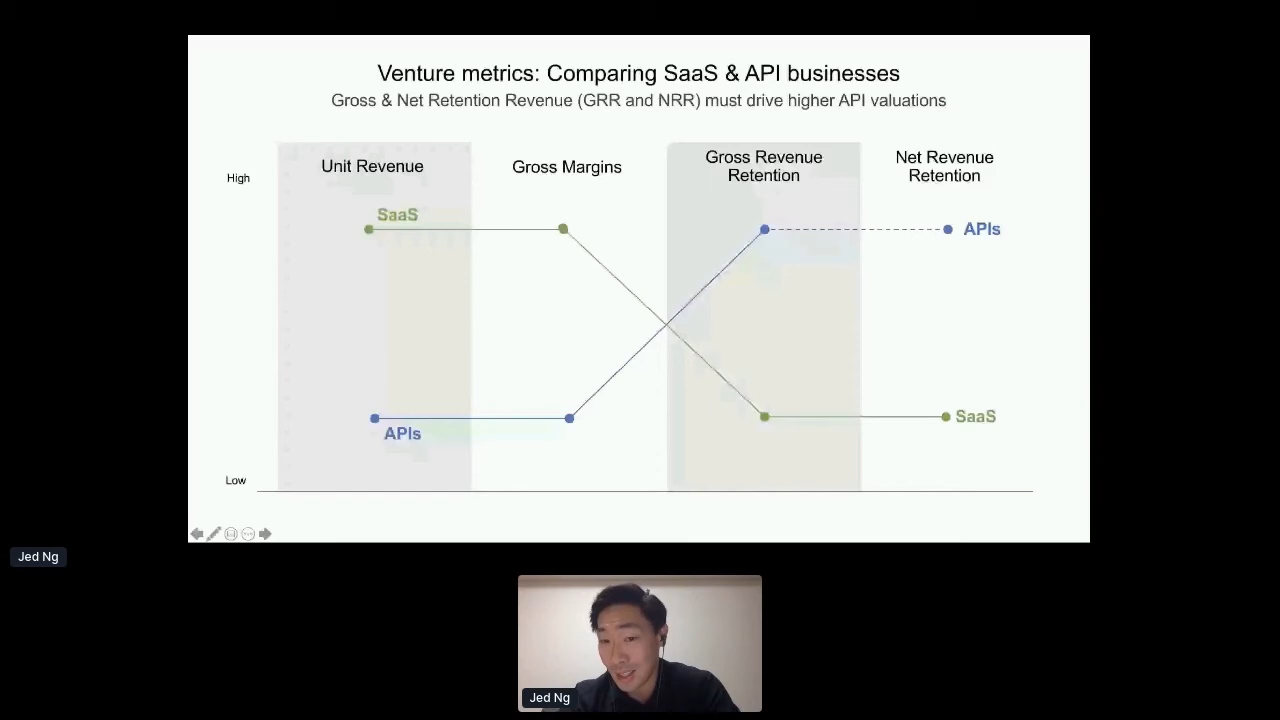 Venture metrics: Comparing SaaS & API businesses
Gross & Net Retention Revenue (GRR and NRR) must drive higher API valuations
Unit Revenue
Gross Margins
Gross Revenue
Retention
Net Revenue
Retention
High
SaaS
APIs
APIs
SaaS
Low
Jed Ng
Jed Ng